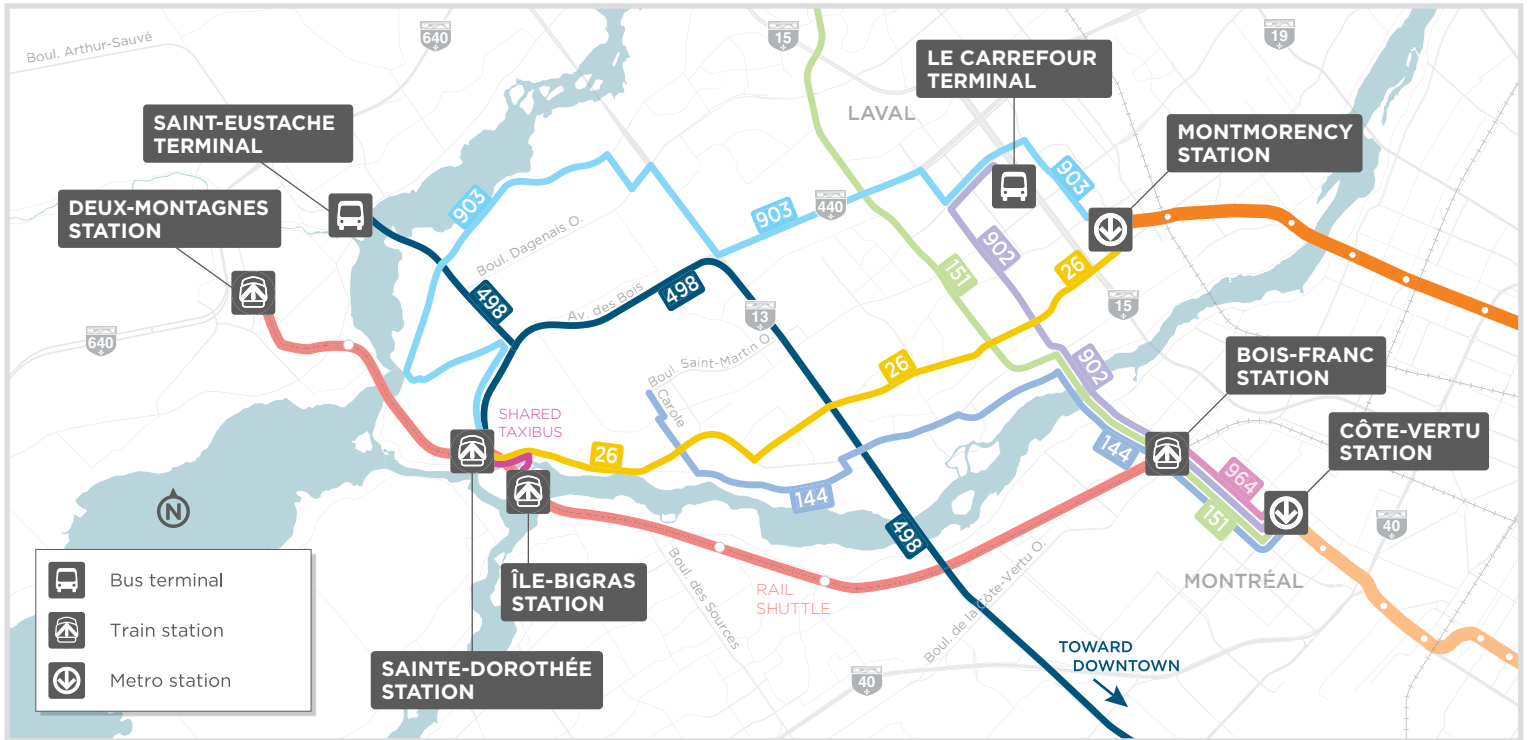 Boul. Arthur-Sauvé
640
15
19
LE CARREFOUR
TERMINAL
SAINT-EUSTACHE
TERMINAL
LAVAL
MONTMORENCY
STATION
DEUX-MONTAGNES
STATION
903
903
903
440
Boul. Dagenais O.
902
151
26
498
Av. des Bois
498
13
15
640
Boul. Saint-Martin O.
26
902
BOIS-FRANC
STATION
Carole
SHARED
TAXIBUS
26
CÔTE-VERTU
STATION
144
964
144
151
N
498
40
Bus terminal
Train station
Metro station
ÎLE-BIGRAS
STATION
Boul. des Sources
RAIL
SHUTTLE
Boul. de la Côte-Vertu O.
MONTRÉAL
SAINTE-DOROTHÉE
STATION
40
TOWARD
DOWNTOWN